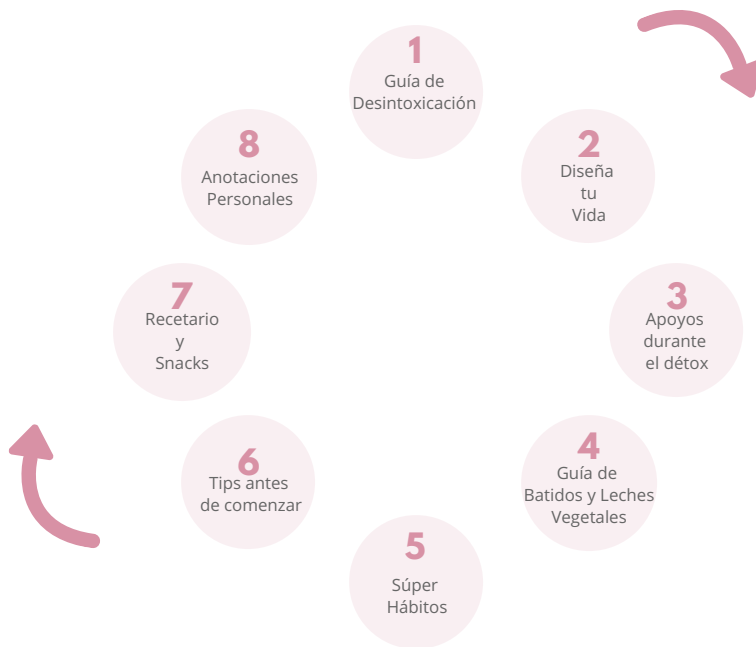 1
Guía de
Desintoxicación
2
Diseña
tu
Vida
3
Apoyos
durante
el détox
4
Guía de
Batidos y Leches
Vegetales
5
Súper
Hábitos
6
Tips antes
de comenzar
7
Recetario
y
Snacks
8
Anotaciones
Personales